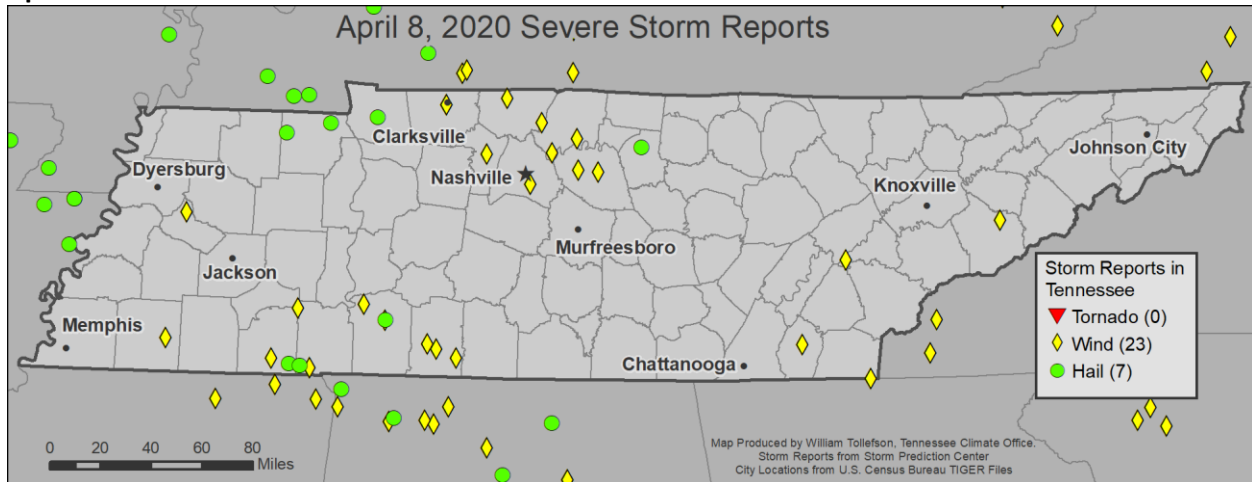 April 8, 2020 Severe Storm Reports
Clarksville
Johnson City
Dyersburg
Nashville
Knoxville
Murfreesboro
Jackson
Storm Reports in
Tennessee
Tornado (0)
Wind (23)
Hail (7)
Memphis
Chattanooga
0 20 40 60 80
Miles
Map Produced by William Tollefson, Tennessee Climate Office.
Storm Reports from Storm Prediction Center
City Locations from U.S. Census Bureau TIGER Files